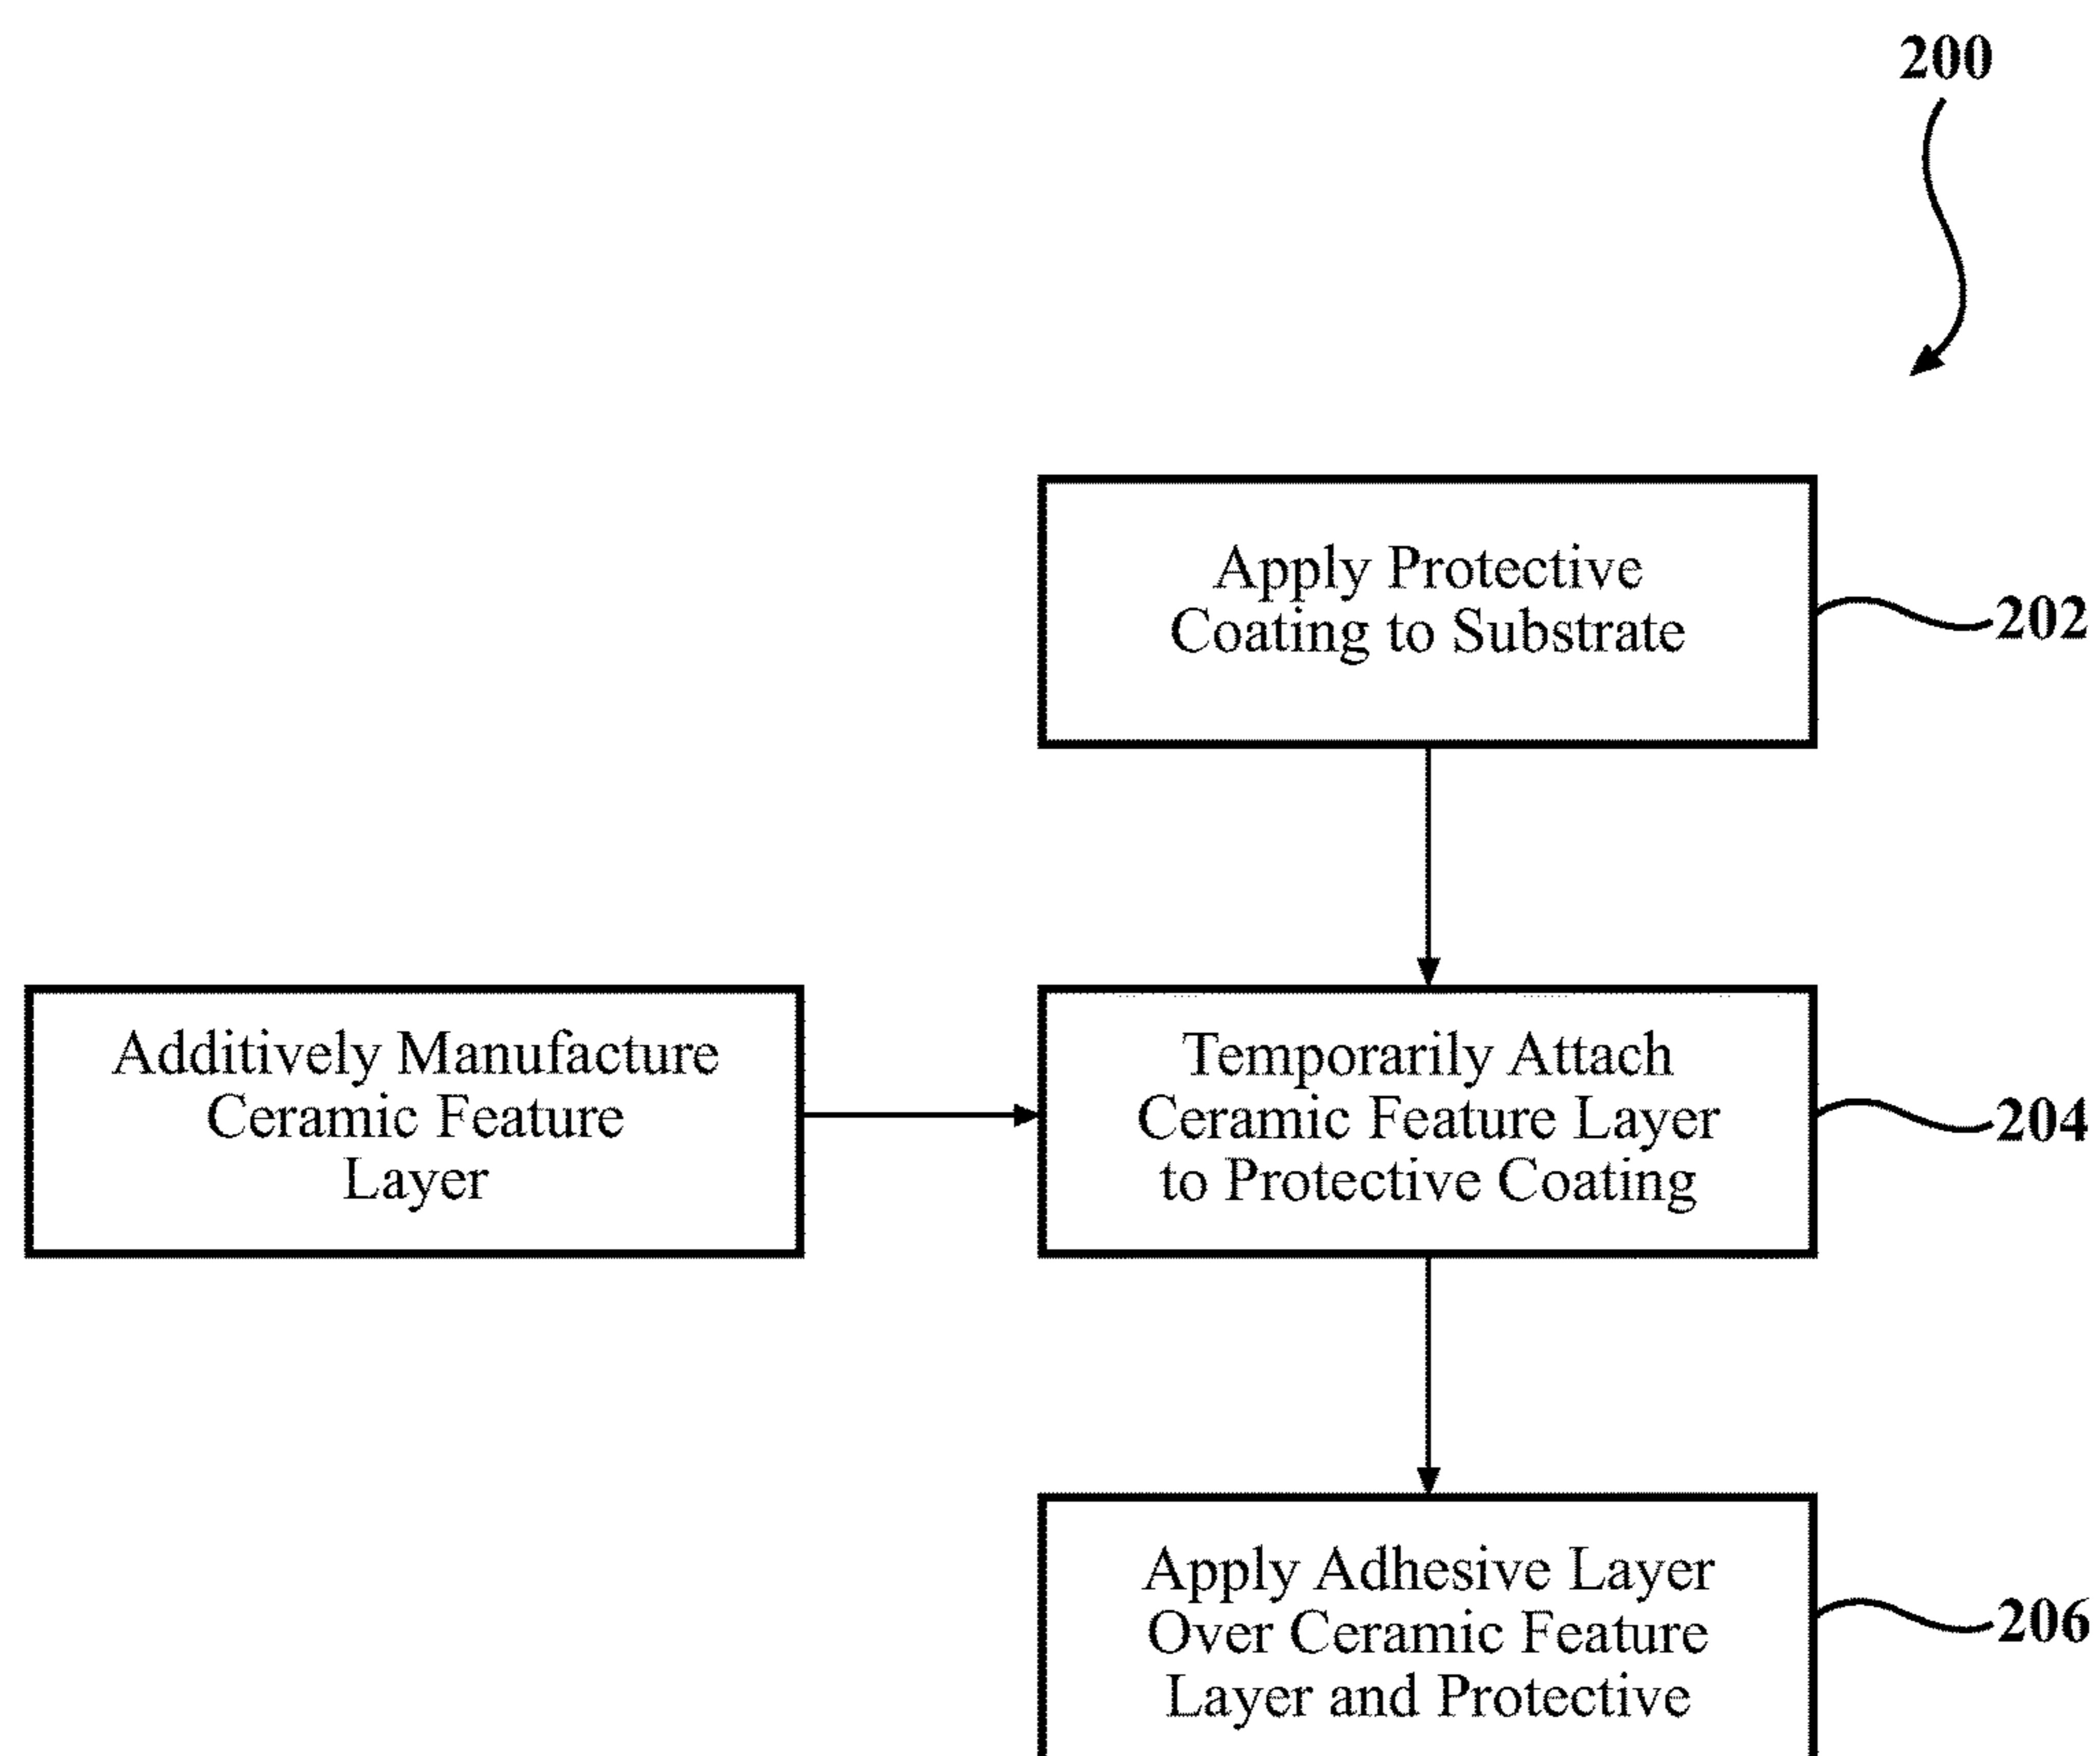 200
Apply Protective
Coating to Substrate
202
Additively Manufacture
Ceramic Feature
Layer
Temporarily Attach
Ceramic Feature Layer
to Protective Coating
204
Apply Adhesive Layer
Over Ceramic Feature
Layer and Protective
206